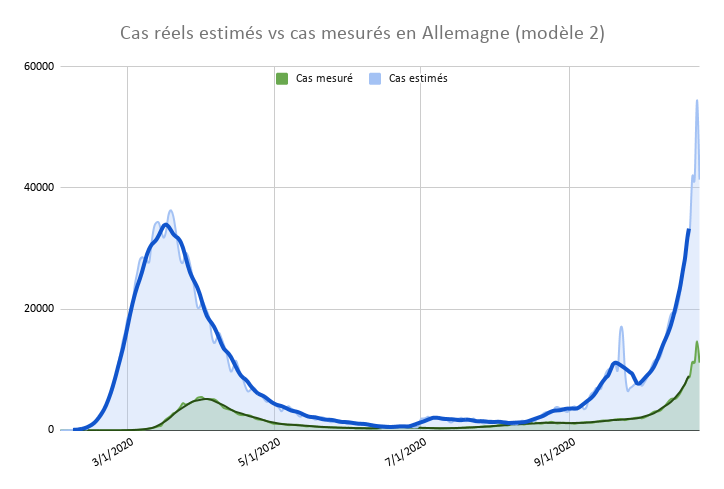 Cas réels estimés vs cas mesurés en Allemagne (modèle 2)
60000
Cas mesuré
Cas estimés
40000
20000
0
3/1/2020
5/1/2020
7/1/2020
9/1/2020